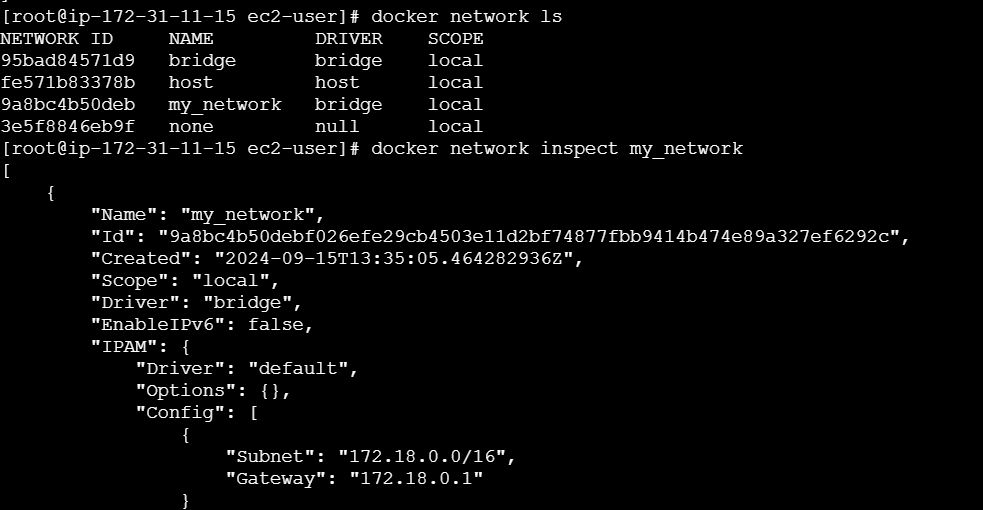 ]
[root@ip-172-31-11-15 ec2-user]# docker network ls
NETWORK ID     NAME         DRIVER    SCOPE
95bad84571d9   bridge       bridge    local
fe571b83378b   host         host      local
9a8bc4b50deb   my_network   bridge    local
3e5f8846eb9f   none         null      local
[root@ip-172-31-11-15 ec2-user]# docker network inspect my_network
[
    {
        "Name": "my_network",
        "Id": "9a8bc4b50debf026efe29cb4503e11d2bf74877fbb9414b474e89a327ef6292c",
        "Created": "2024-09-15T13:35:05.464282936Z",
        "Scope": "local",
        "Driver": "bridge",
        "EnableIPv6": false,
        "IPAM": {
            "Driver": "default",
            "Options": {},
            "Config": [
                {
                    "Subnet": "172.18.0.0/16",
                    "Gateway": "172.18.0.1"
                }